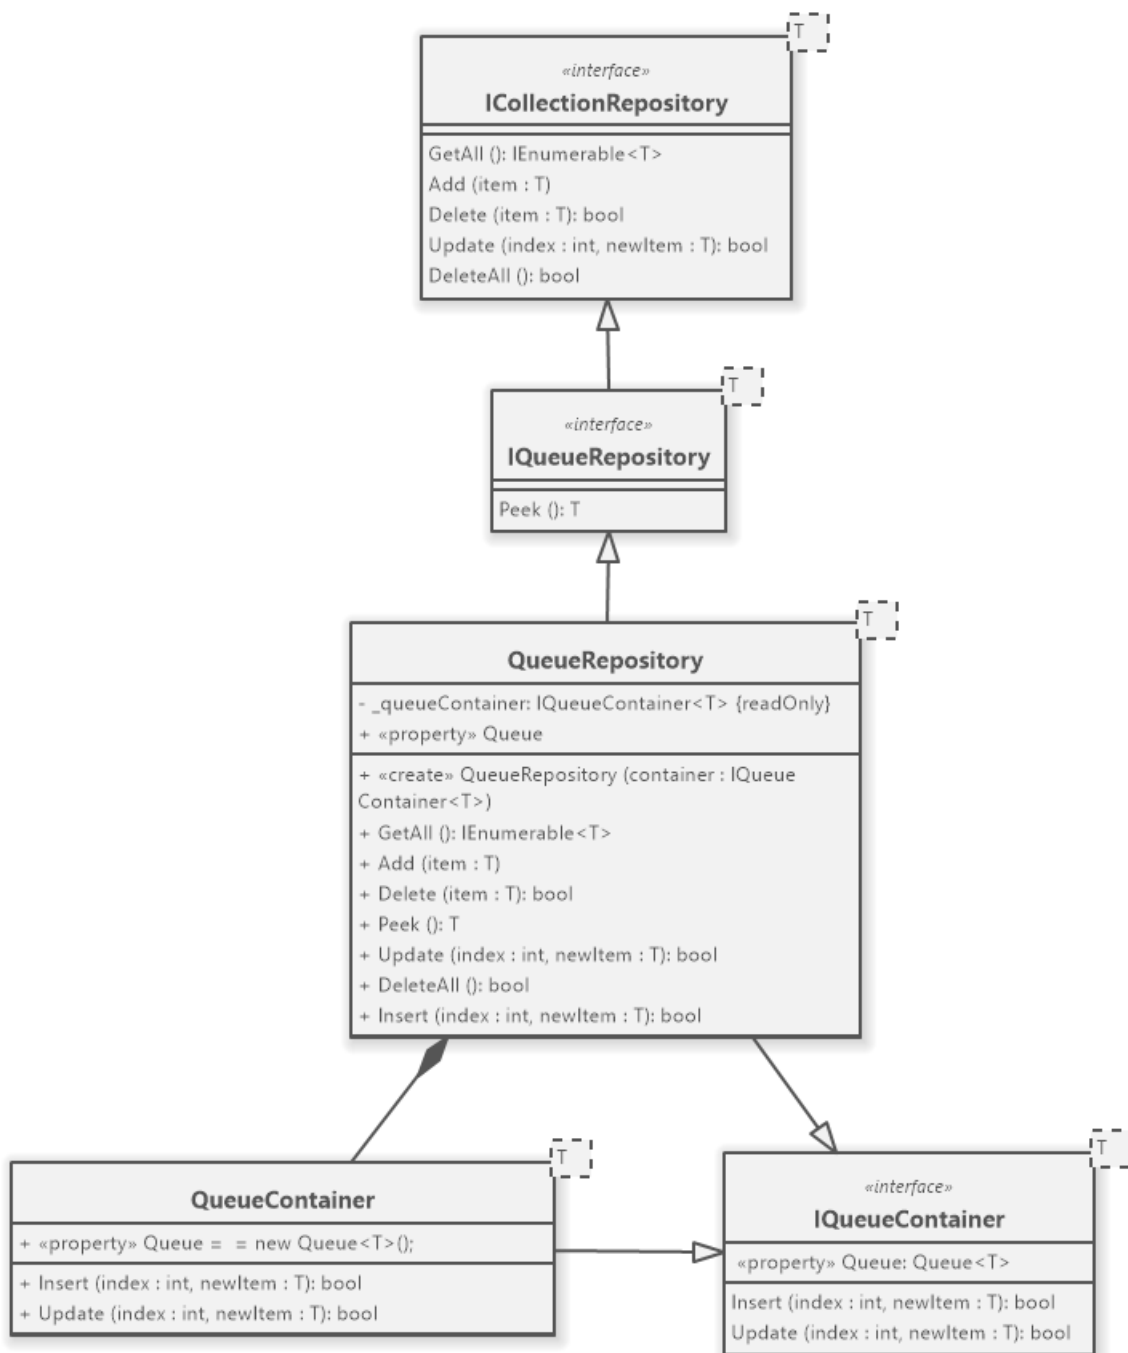 T
«interface»
ICollectionRepository
GetAll (): IEnumerable<T>
Add (item : T)
Delete (item : T): bool
Update (index : int, newItem : T): bool
DeleteAll (): bool
T
«interface»
IQueueRepository
Peek (): T
T
QueueRepository
- _queueContainer: IQueueContainer<T> {readOnly}
+ «property» Queue
+ «create» QueueRepository (container : IQueue
Container<T>)
+ GetAll (): IEnumerable<T>
+ Add (item : T)
+ Delete (item : T): bool
+ Peek (): T
+ Update (index : int, newItem : T): bool
+ DeleteAll (): bool
+ Insert (index : int, newItem : T): bool
T
QueueContainer
+ «property» Queue =  = new Queue<T>();
+ Insert (index : int, newItem : T): bool
+ Update (index : int, newItem : T): bool
T
«interface»
IQueueContainer
«property» Queue: Queue<T>
Insert (index : int, newItem : T): bool
Update (index : int, newItem : T): bool